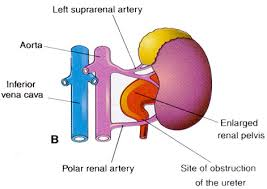 Left suprarenal artery
Aorta
Inferior
vena cava
Enlarged
renal pelvis
B
Polar renal artery
Site of obstruction
of the ureter